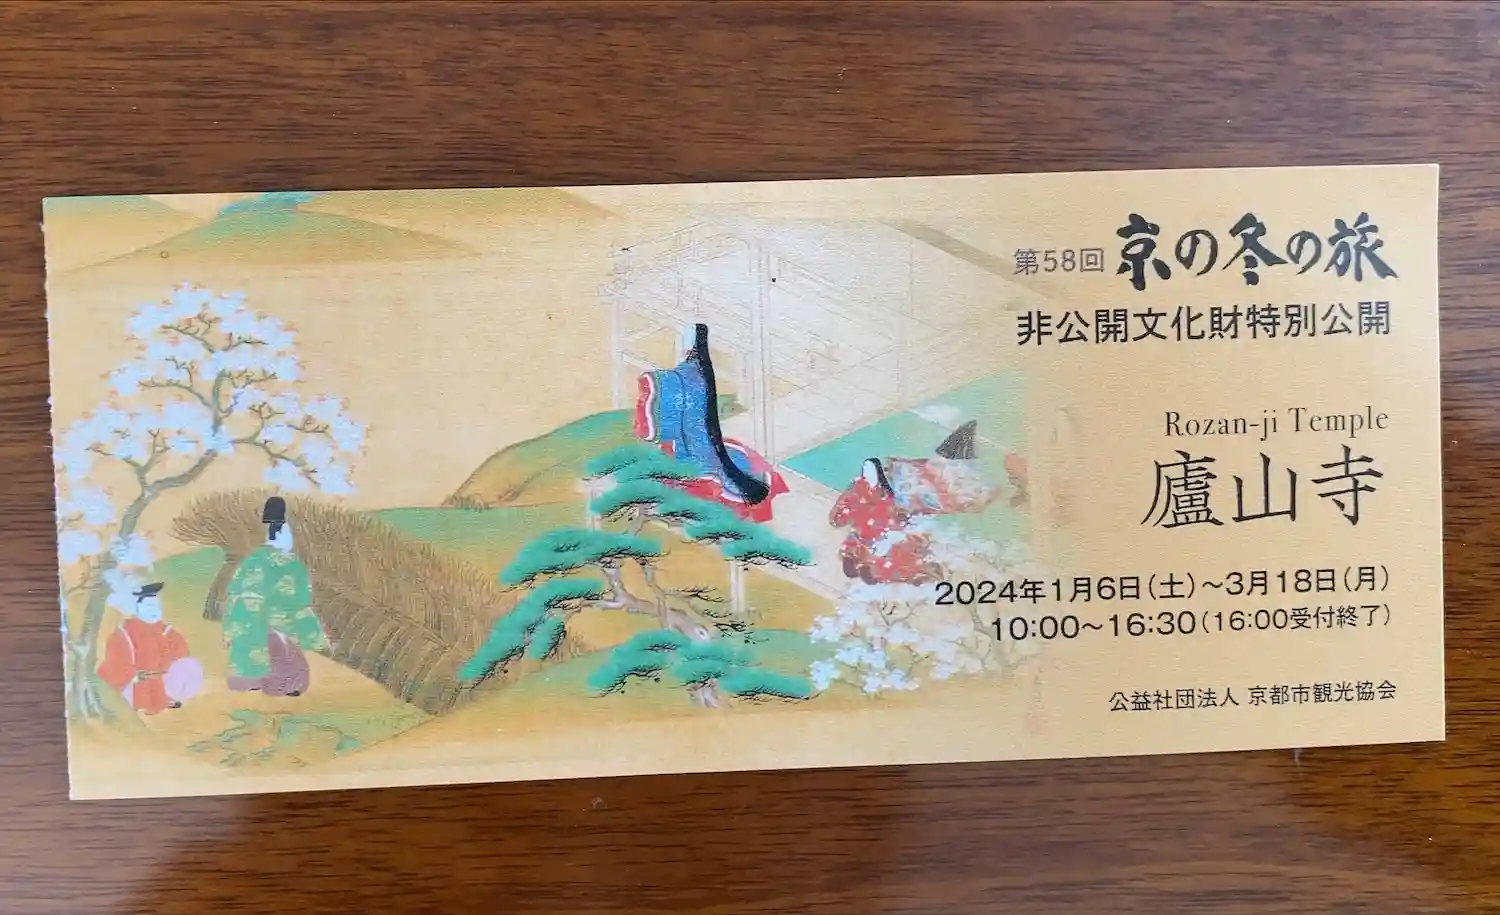 第58回 京の冬の旅
非公開文化財特別公開
Rozan-ji Temple
廬山寺
2024年1月6日(土)～3月18日(月)
10:00～16:30(16:00受付終了)
公益社団法人 京都市観光協会